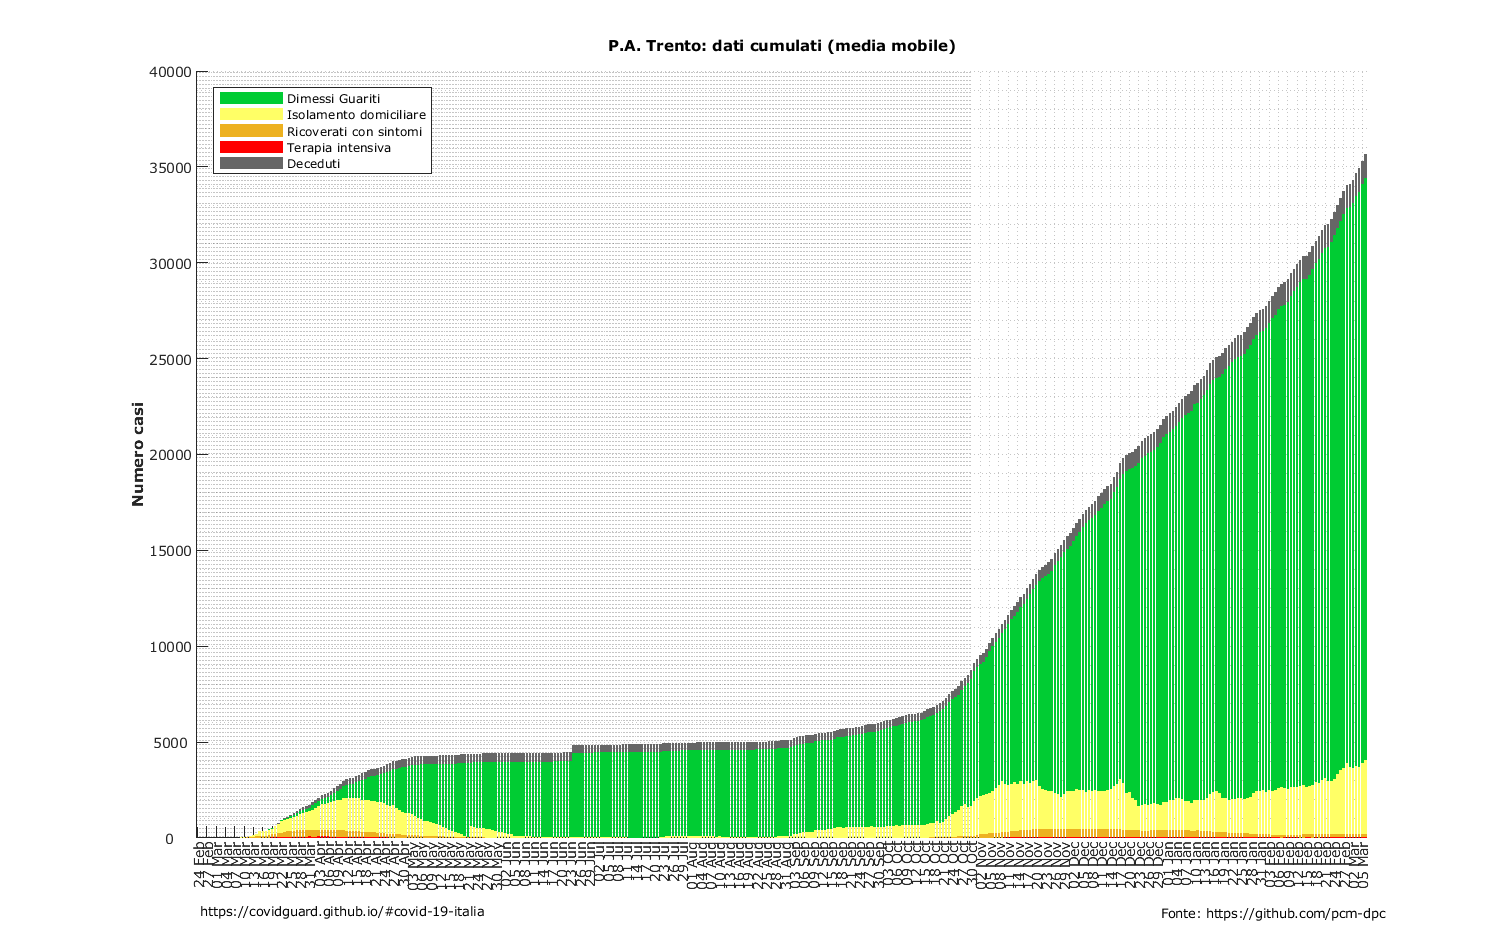 P.A. Trento: dati cumulati (media mobile)
40000
35000
30000
25000
20000
15000
10000
5000
0
Numero casi
Dimessi Guariti
Isolamento domiciliare
Ricoverati con sintomi
Terapia intensiva
Deceduti
24 Feb
27 Feb
01 Mar
04 Mar
07 Mar
10 Mar
13 Mar
16 Mar
19 Mar
22 Mar
25 Mar
28 Mar
31 Mar
03 Apr
06 Apr
09 Apr
12 Apr
15 Apr
18 Apr
21 Apr
24 Apr
27 Apr
30 Apr
03 May
06 May
09 May
12 May
15 May
18 May
21 May
24 May
27 May
30 May
02 Jun
05 Jun
08 Jun
11 Jun
14 Jun
17 Jun
20 Jun
23 Jun
26 Jun
29 Jun
02 Jul
05 Jul
08 Jul
11 Jul
14 Jul
17 Jul
20 Jul
23 Jul
26 Jul
29 Jul
01 Aug
04 Aug
07 Aug
10 Aug
13 Aug
16 Aug
19 Aug
22 Aug
25 Aug
28 Aug
31 Aug
03 Sep
06 Sep
09 Sep
12 Sep
15 Sep
18 Sep
21 Sep
24 Sep
27 Sep
30 Sep
03 Oct
06 Oct
09 Oct
12 Oct
15 Oct
18 Oct
21 Oct
24 Oct
27 Oct
30 Oct
02 Nov
05 Nov
08 Nov
11 Nov
14 Nov
17 Nov
20 Nov
23 Nov
26 Nov
29 Nov
02 Dec
05 Dec
08 Dec
11 Dec
14 Dec
17 Dec
20 Dec
23 Dec
26 Dec
29 Dec
01 Jan
04 Jan
07 Jan
10 Jan
13 Jan
16 Jan
19 Jan
22 Jan
25 Jan
28 Jan
31 Jan
03 Feb
06 Feb
09 Feb
12 Feb
15 Feb
18 Feb
21 Feb
24 Feb
27 Feb
02 Mar
05 Mar
https://covidguard.github.io/#covid-19-italia
Fonte: https://github.com/pcm-dpc